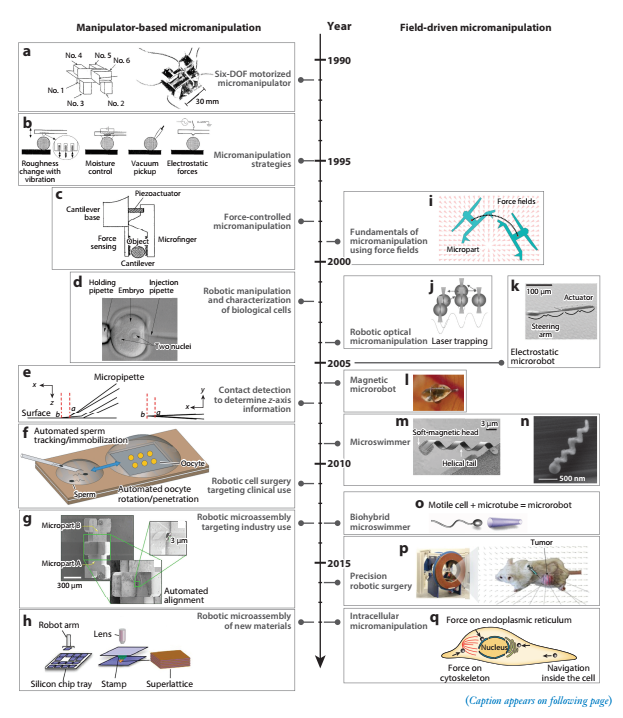 Manipulator-based micromanipulation
Year
Field-driven micromanipulation
a
No. 4
No. 5
No. 6
No. 1
No. 3
No. 2
30 mm
Six-DOF motorized
micromanipulator
1990
b
Roughness
change with
vibration
Moisture
control
Vacuum
pickup
Electrostatic
forces
Micromanipulation
strategies
1995
c
Piezoactuator
Cantilever
base
Force
sensing
Object
Microfinger
Cantilever
Force-controlled
micromanipulation
i
Force fields
Micropart
Fundamentals of
micromanipulation
using force fields
2000
d
Holding
pipette
Embryo
Injection
pipette
Two nuclei
Robotic manipulation
and characterization
of biological cells
j
Laser trapping
Robotic optical
micromanipulation
k
100 µm
Actuator
Steering
arm
Electrostatic
microrobot
2005
e
Micropipette
x
z
y
x
Surface
b
a
b
a
Contact detection
to determine z-axis
information
Magnetic
microrobot
l
f
Automated sperm
tracking/immobilization
Oocyte
Sperm
Automated oocyte
rotation/penetration
Robotic cell surgery
targeting clinical use
m
3 µm
Soft-magnetic head
Helical tail
n
500 nm
Microswimmer
2010
g
Micropart B
Micropart A
300 µm
3 µm
Automated
alignment
Robotic microassembly
targeting industry use
o
Motile cell + microtube = microrobot
Biohybrid
microswimmer
p
Tumor
Precision
robotic surgery
2015
h
Robot arm
Lens
Silicon chip tray
Stamp
Superlattice
Robotic microassembly
of new materials
Intracellular
micromanipulation
q
Force on endoplasmic reticulum
Nucleus
Force on
cytoskeleton
Navigation
inside the cell
(Caption appears on following page)